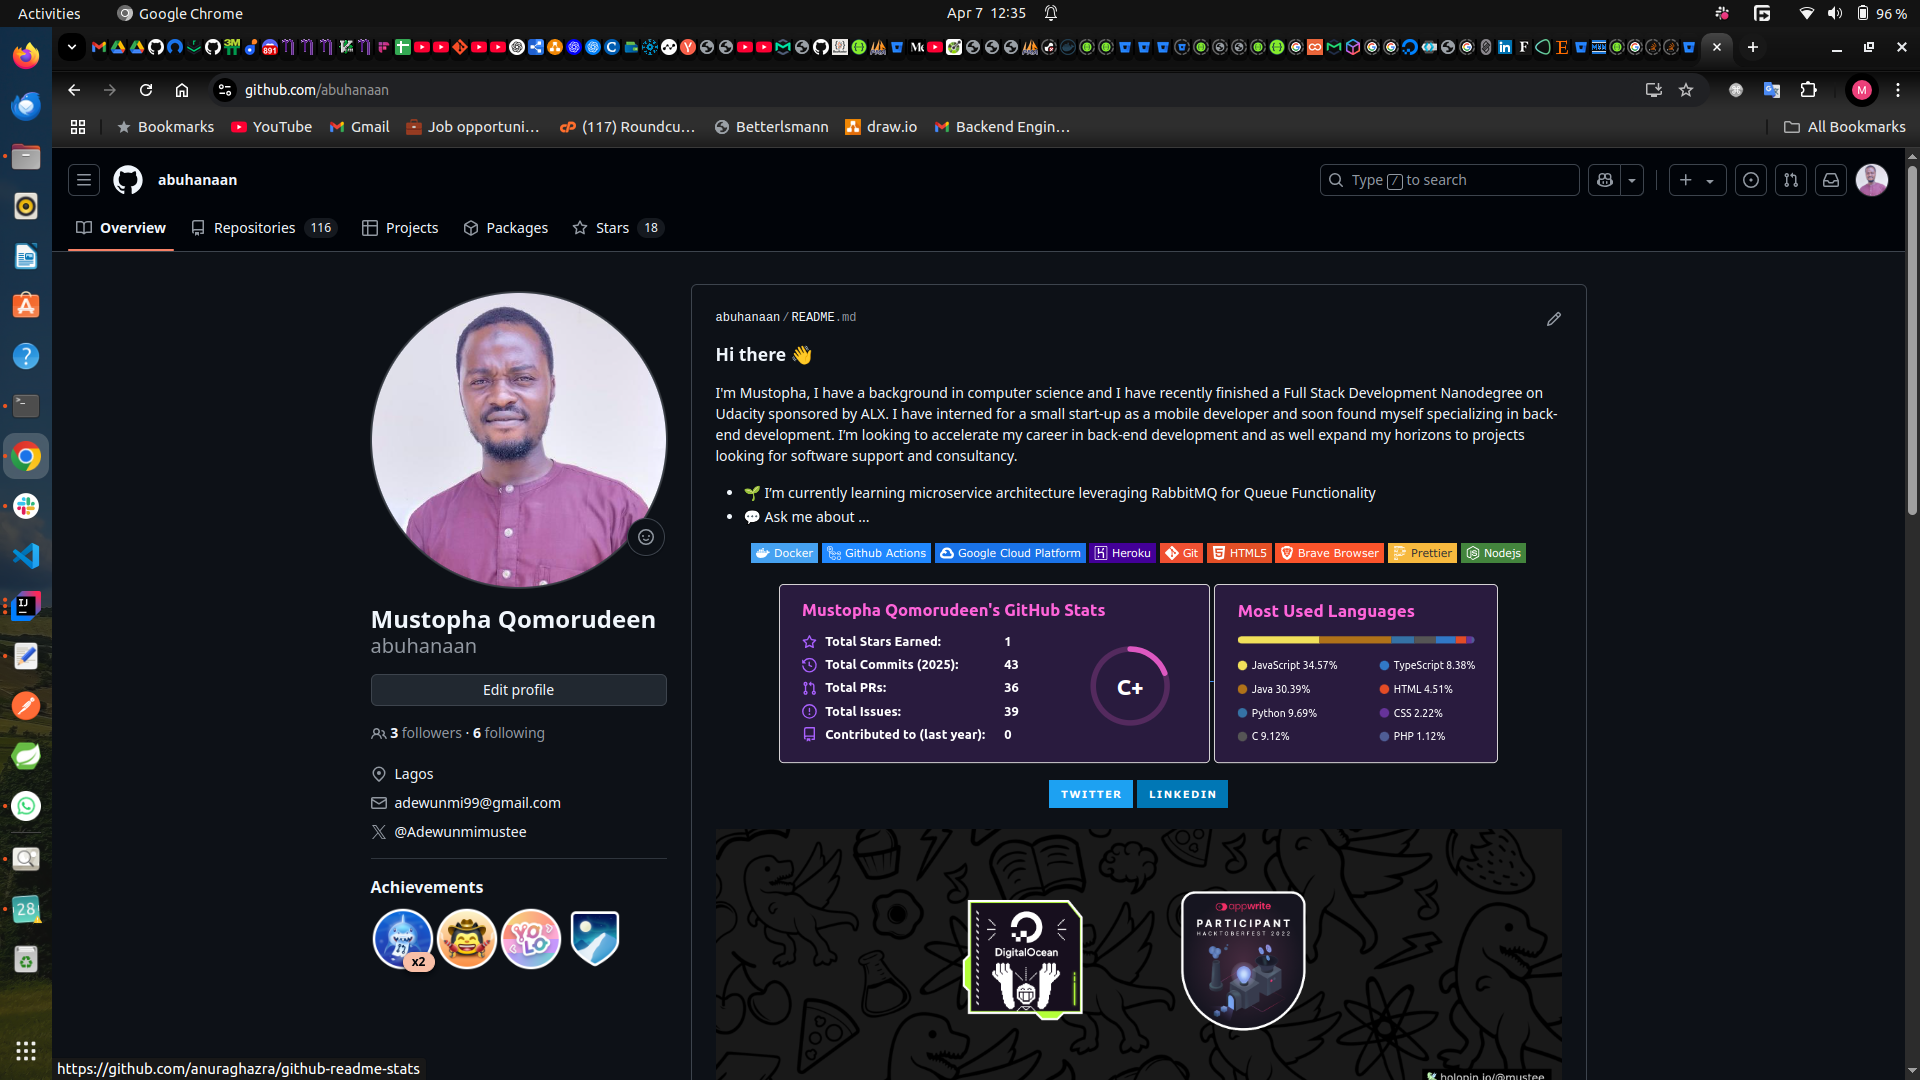 Activities
Google Chrome
Apr 7 12:35
96 %
github.com/abuhanaan
M
Bookmarks
YouTube
Gmail
Job opportuni...
(117) Roundcu...
Betterlsmann
draw.io
Backend Engin...
All Bookmarks
abuhanaan
Type / to search
Overview
Repositories 116
Projects
Packages
Stars 18
abuhanaan/README.md
Hi there 👋
I'm Mustopha, I have a background in computer science and I have recently finished a Full Stack Development Nanodegree on
Udacity sponsored by ALX. I have interned for a small start-up as a mobile developer and soon found myself specializing in back-
end development. I'm looking to accelerate my career in back-end development and as well expand my horizons to projects
looking for software support and consultancy.
• 🌱 I'm currently learning microservice architecture leveraging RabbitMQ for Queue Functionality
• 💬 Ask me about ...
Docker Github Actions Google Cloud Platform Heroku Git HTML5 Brave Browser Prettier Nodejs
Mustopha Qomorudeen's GitHub Stats
Total Stars Earned: 1
Total Commits (2025): 43
Total PRs: 36
Total Issues: 39
Contributed to (last year): 0
C+
Most Used Languages
JavaScript 34.57%
TypeScript 8.38%
Java 30.39%
HTML 4.51%
Python 9.69%
CSS 2.22%
C 9.12%
PHP 1.12%
TWITTER
LINKEDIN
DigitalOcean
appwrite
PARTICIPANT
HACKTOBERFEST 2022
holopin.io/@mustee
Mustopha Qomorudeen
abuhanaan
Edit profile
3 followers · 6 following
Lagos
adewunmi99@gmail.com
@Adewunmimustee
Achievements
x2
YOLO
28
https://github.com/anuraghazra/github-readme-stats